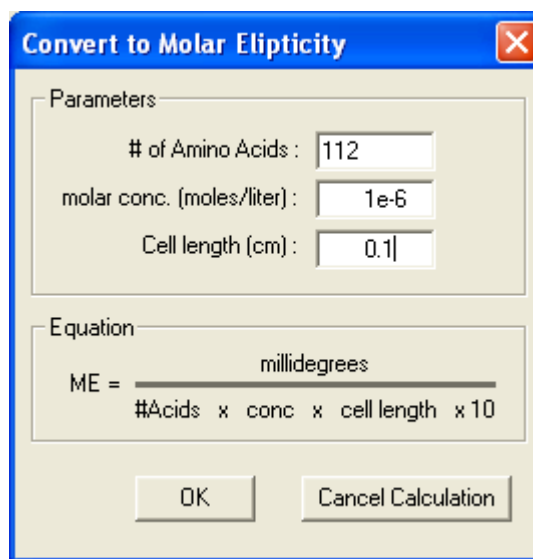 Convert to Molar Elipticity
Parameters
# of Amino Acids : 112
molar conc. (moles/liter) : 1e-6
Cell length (cm) : 0.1
Equation
millidegrees
ME =
#Acids x conc x cell length x 10
OK Cancel Calculation